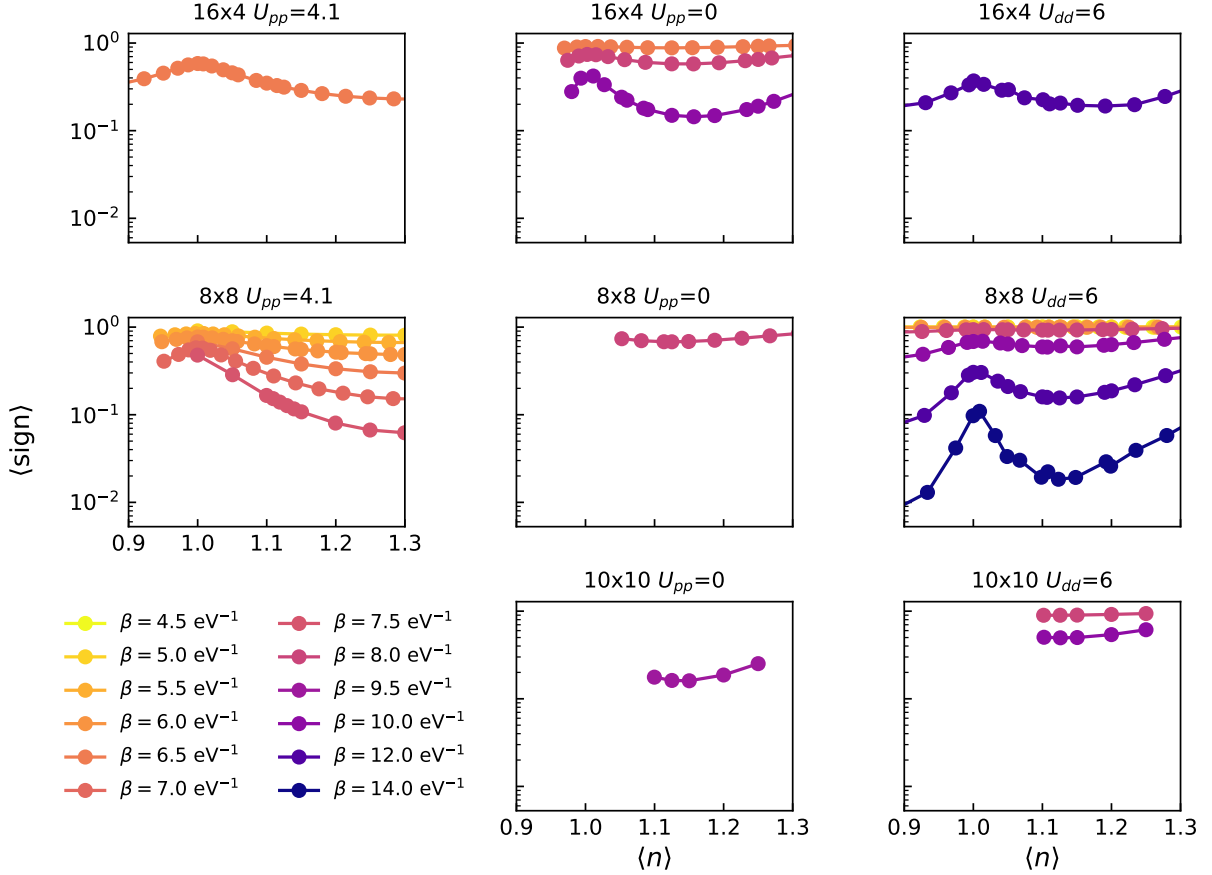 16x4 U_pp=4.1
16x4 U_pp=0
16x4 U_dd=6
10⁰
10⁻¹
10⁻²
8x8 U_pp=4.1
8x8 U_pp=0
8x8 U_dd=6
10⁰
10⁻¹
10⁻²
⟨sign⟩
0.9 1.0 1.1 1.2 1.3
10x10 U_pp=0
10x10 U_dd=6
β = 4.5 eV⁻¹
β = 5.0 eV⁻¹
β = 5.5 eV⁻¹
β = 6.0 eV⁻¹
β = 6.5 eV⁻¹
β = 7.0 eV⁻¹
β = 7.5 eV⁻¹
β = 8.0 eV⁻¹
β = 9.5 eV⁻¹
β = 10.0 eV⁻¹
β = 12.0 eV⁻¹
β = 14.0 eV⁻¹
0.9 1.0 1.1 1.2 1.3
⟨n⟩
0.9 1.0 1.1 1.2 1.3
⟨n⟩